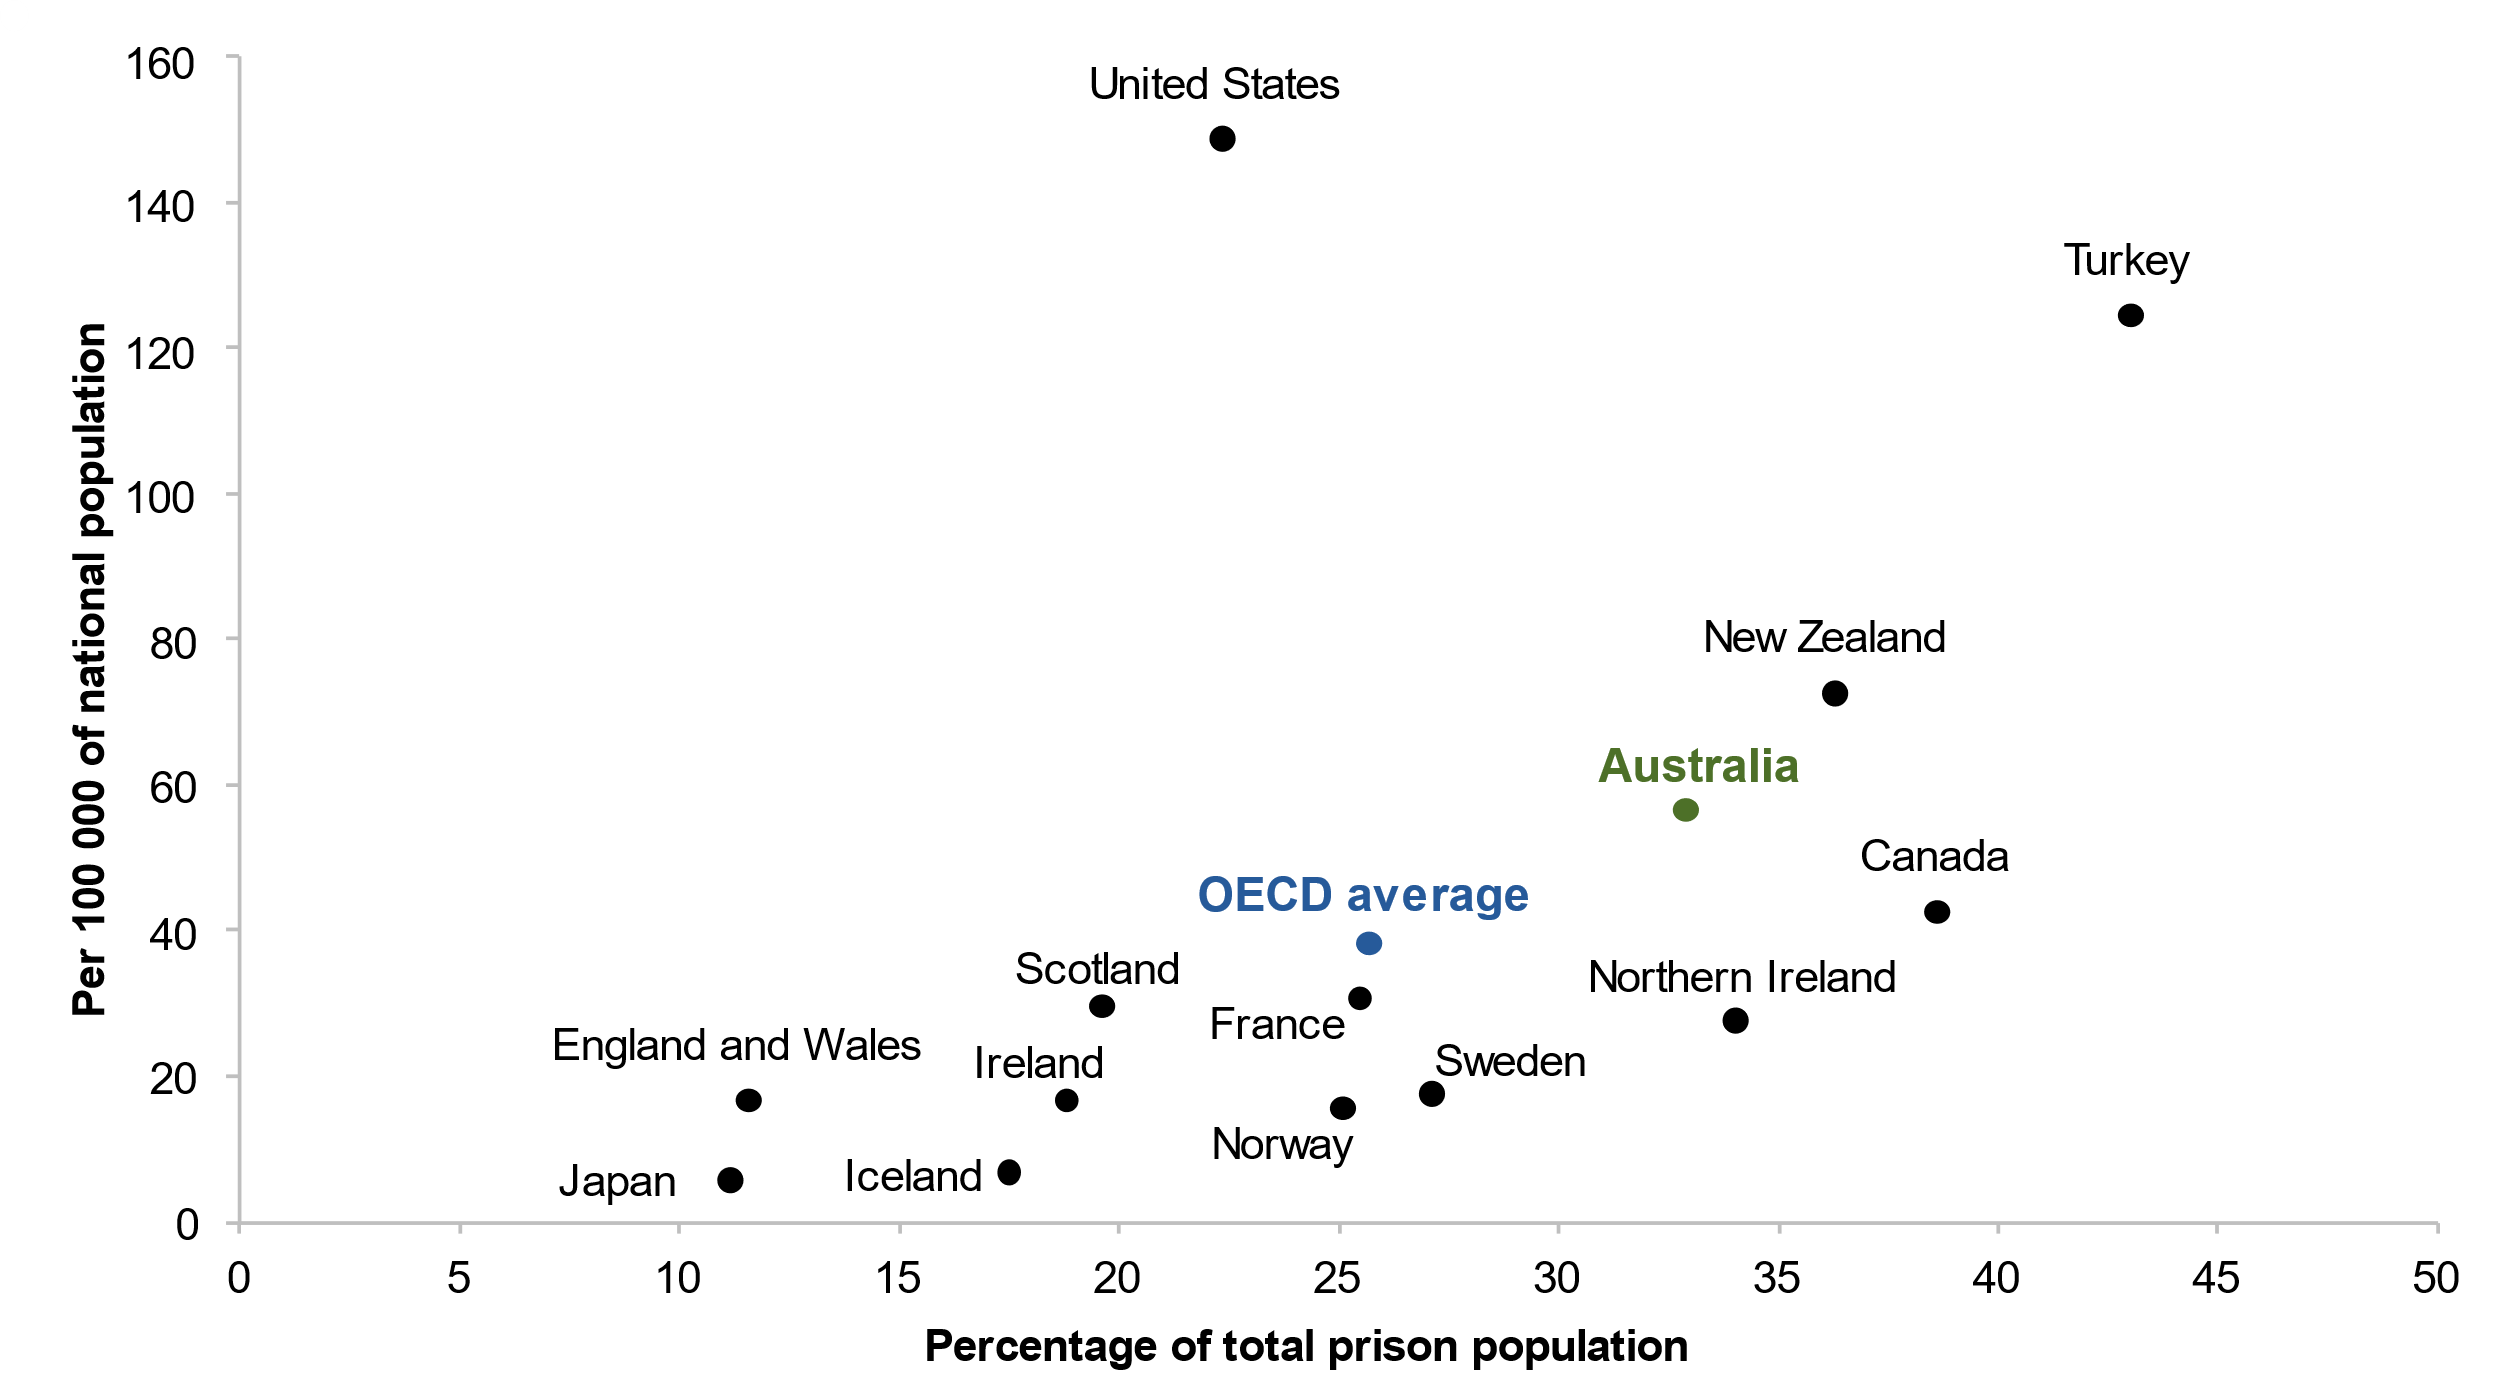 160
United States
140
Turkey
120
100
80
New Zealand
Australia
60
Canada
OECD average
40
Scotland
Northern Ireland
France
England and Wales
Ireland
Sweden
20
Norway
Japan
Iceland
0
0 5 10 15 20 25 30 35 40 45 50
Percentage of total prison population
Per 100 000 of national population